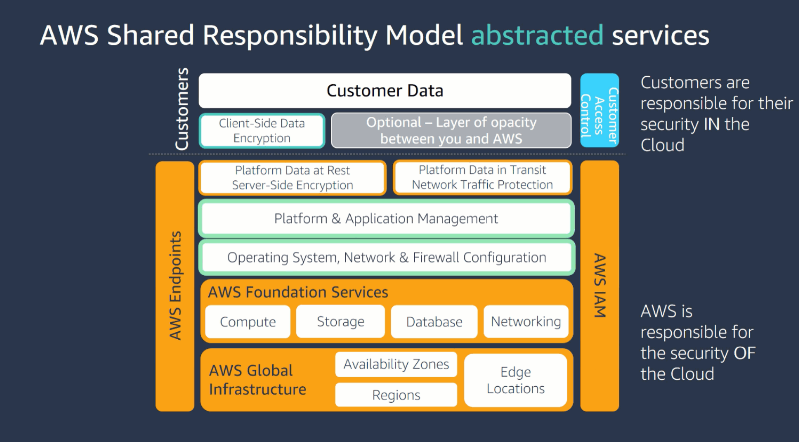 AWS Shared Responsibility Model abstracted services
Customers
Customer Data
Client-Side Data
Encryption
Optional – Layer of opacity
between you and AWS
Customer
Access
Control
Customers are
responsible for their
security IN the
Cloud
AWS Endpoints
Platform Data at Rest
Server-Side Encryption
Platform Data in Transit
Network Traffic Protection
Platform & Application Management
Operating System, Network & Firewall Configuration
AWS Foundation Services
Compute
Storage
Database
Networking
AWS Global
Infrastructure
Availability Zones
Regions
Edge
Locations
AWS IAM
AWS is
responsible for
the security OF
the Cloud